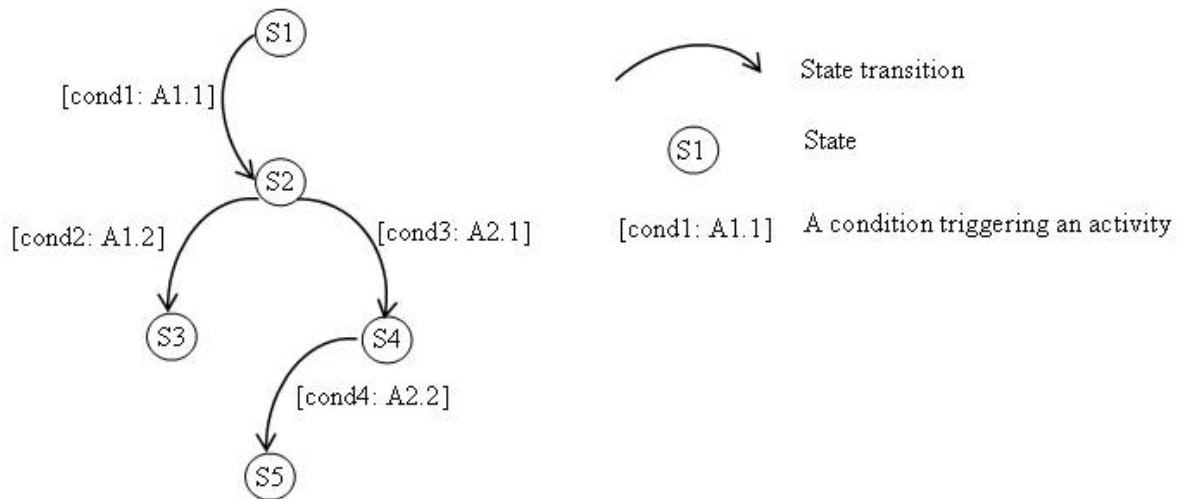 S1
[cond1: A1.1]
S2
[cond2: A1.2]
[cond3: A2.1]
S3
S4
[cond4: A2.2]
S5
State transition
S1
State
[cond1: A1.1]
A condition triggering an activity